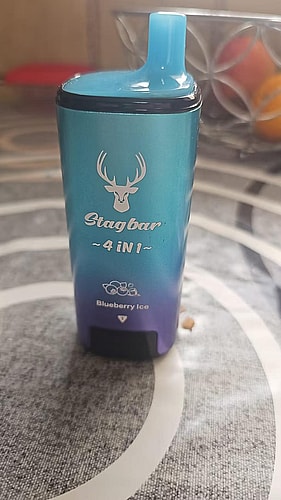 Stagbar
~4 iN 1~
Blueberry Ice